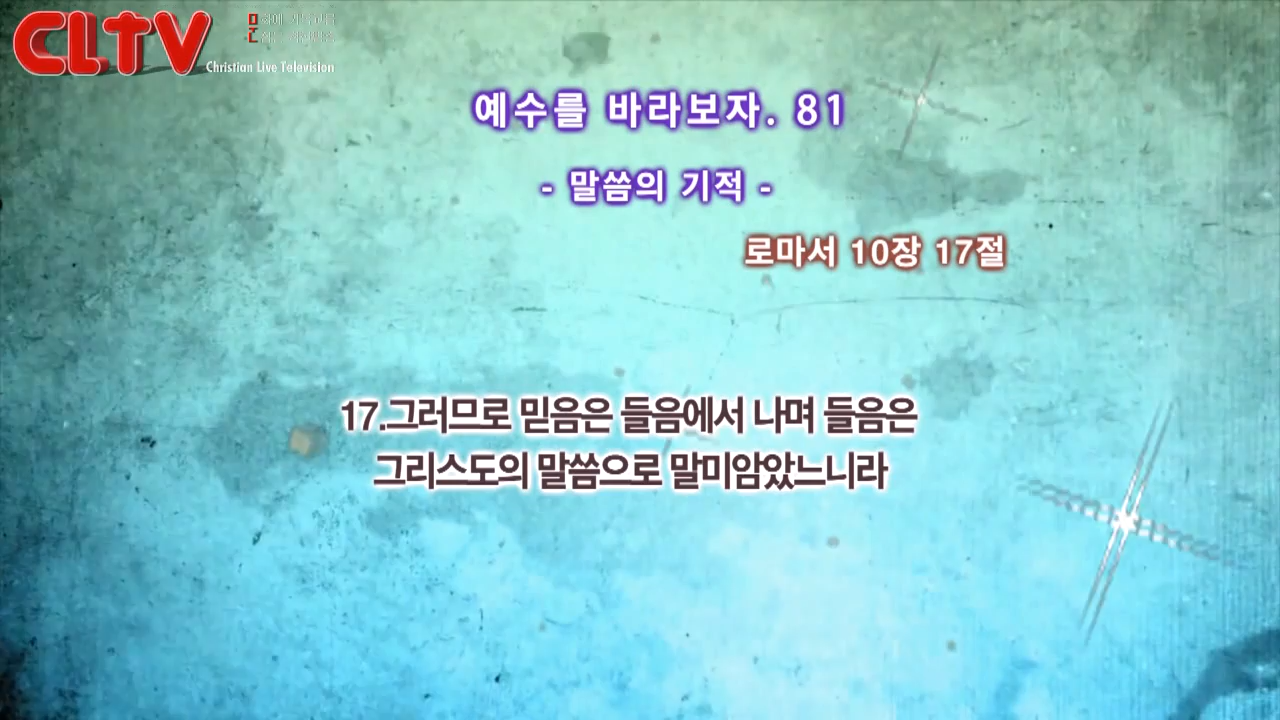 CLTV
Christian Live Television
예수를 바라보자. 81
- 말씀의 기적 -
로마서 10장 17절
17.그러므로 믿음은 들음에서 나며 들음은
그리스도의 말씀으로 말미암았느니라